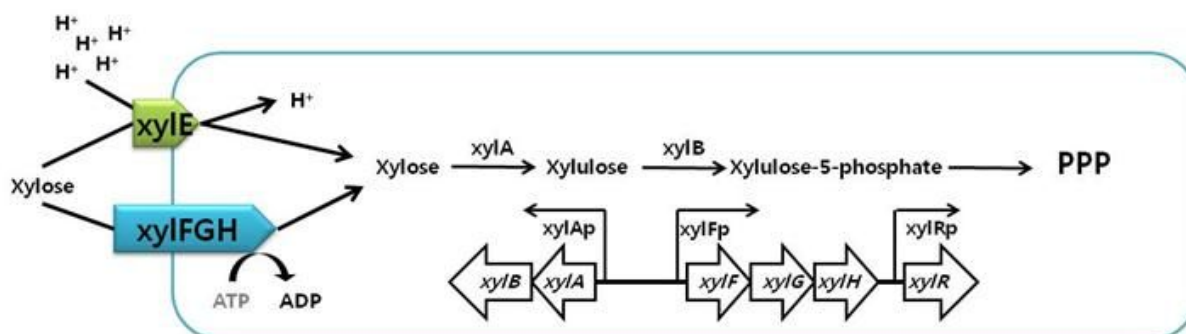 H⁺
H⁺
H⁺
H⁺
H⁺
H⁺
xylE
Xylose
xylFGH
ATP
ADP
Xylose
xylA
Xylulose
xylB
Xylulose-5-phosphate
PPP
xylAp
xylFp
xylRp
xylB
xylA
xylF
xylG
xylH
xylR